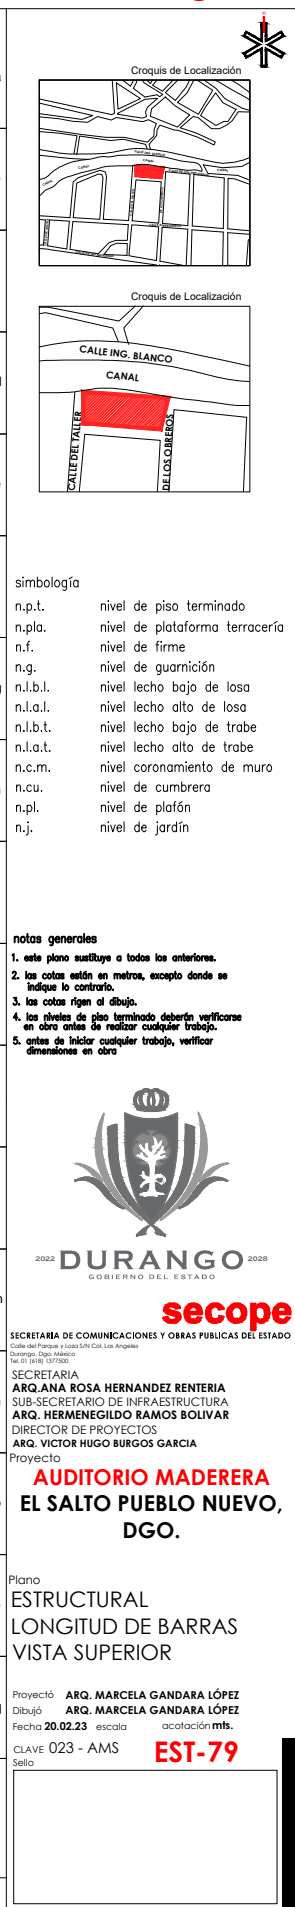 Croquis de Localización
CALLE ING. BLANCO
CANAL
CANAL
CANAL
CANAL
Croquis de Localización
CALLE ING. BLANCO
CANAL
CALLE DEL TALLER
DE LOS OBREROS
simbología
n.p.t. nivel de piso terminado
n.pla. nivel de plataforma terracería
n.f. nivel de firme
n.g. nivel de guarnición
n.l.b.l. nivel lecho bajo de losa
n.l.a.l. nivel lecho alto de losa
n.l.b.t. nivel lecho bajo de trabe
n.l.a.t. nivel lecho alto de trabe
n.c.m. nivel coronamiento de muro
n.cu. nivel de cumbrera
n.pl. nivel de plafón
n.j. nivel de jardín
notas generales
1. este plano sustituye a todos los anteriores.
2. las cotas están en metros, excepto donde se
indique lo contrario.
3. las cotas rigen al dibujo.
4. los niveles de piso terminado deberán verificarse
en obra antes de realizar cualquier trabajo.
5. antes de iniciar cualquier trabajo, verificar
dimensiones en obra
2022 DURANGO 2028
GOBIERNO DEL ESTADO
secope
SECRETARIA DE COMUNICACIONES Y OBRAS PUBLICAS DEL ESTADO
Calle del Parque y Loza S/N Col. Los Angeles
Durango, Dgo. México
Tel. 01 (618) 1377500
SECRETARIA
ARQ.ANA ROSA HERNANDEZ RENTERIA
SUB-SECRETARIO DE INFRAESTRUCTURA
ARQ. HERMENEGILDO RAMOS BOLIVAR
DIRECTOR DE PROYECTOS
ARQ. VICTOR HUGO BURGOS GARCIA
Proyecto
AUDITORIO MADERERA
EL SALTO PUEBLO NUEVO,
DGO.
Plano
ESTRUCTURAL
LONGITUD DE BARRAS
VISTA SUPERIOR
Proyectó ARQ. MARCELA GANDARA LÓPEZ
Dibujó ARQ. MARCELA GANDARA LÓPEZ
Fecha 20.02.23 escala acotación mts.
CLAVE 023 - AMS EST-79
Sello